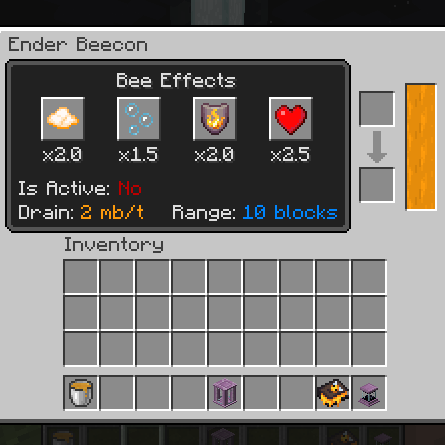 Ender Beecon
Bee Effects
x2.0 x1.5 x2.0 x2.5
Is Active: No
Drain: 2 mb/t Range: 10 blocks
Inventory